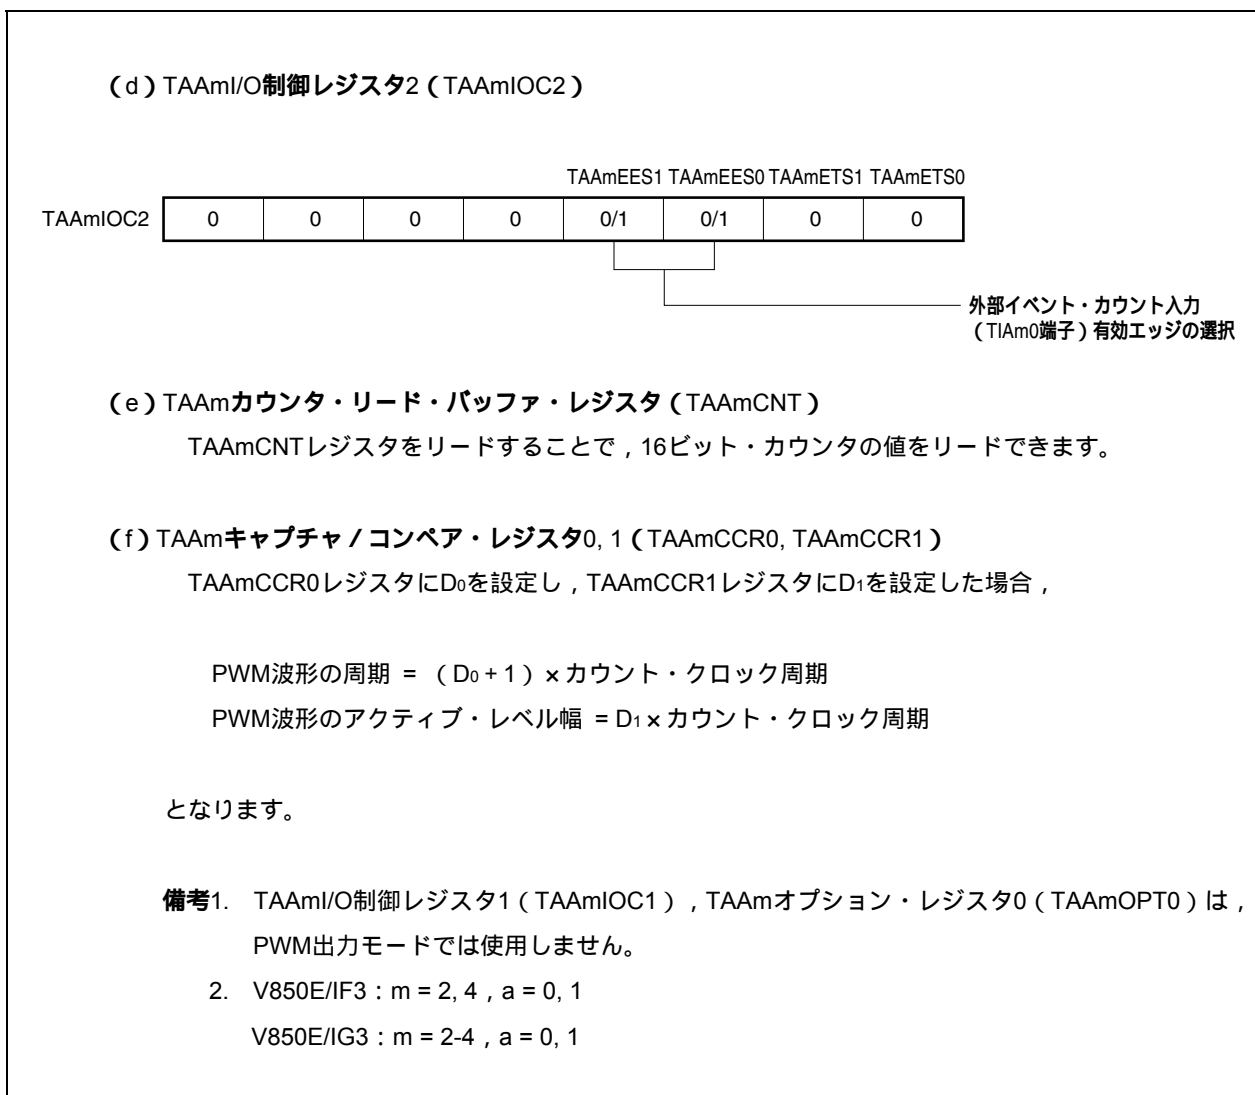 (d)TAAmI/O制御レジスタ2(TAAmIOC2)
TAAmEES1 TAAmEES0 TAAmETS1 TAAmETS0
TAAmIOC2 0 0 0 0 0/1 0/1 0 0
外部イベント・カウント入力
(TIAm0端子)有効エッジの選択
(e)TAAmカウンタ・リード・バッファ・レジスタ(TAAmCNT)
TAAmCNTレジスタをリードすることで,16ビット・カウンタの値をリードできます。
(f)TAAmキャプチャ/コンペア・レジスタ0, 1(TAAmCCR0, TAAmCCR1)
TAAmCCR0レジスタにD₀を設定し,TAAmCCR1レジスタにD₁を設定した場合,
PWM波形の周期 = (D₀+1)×カウント・クロック周期
PWM波形のアクティブ・レベル幅 = D₁×カウント・クロック周期
となります。
備考1. TAAmI/O制御レジスタ1(TAAmIOC1),TAAmオプション・レジスタ0(TAAmOPT0)は,
PWM出力モードでは使用しません。
2. V850E/IF3:m = 2, 4,a = 0, 1
V850E/IG3:m = 2-4,a = 0, 1